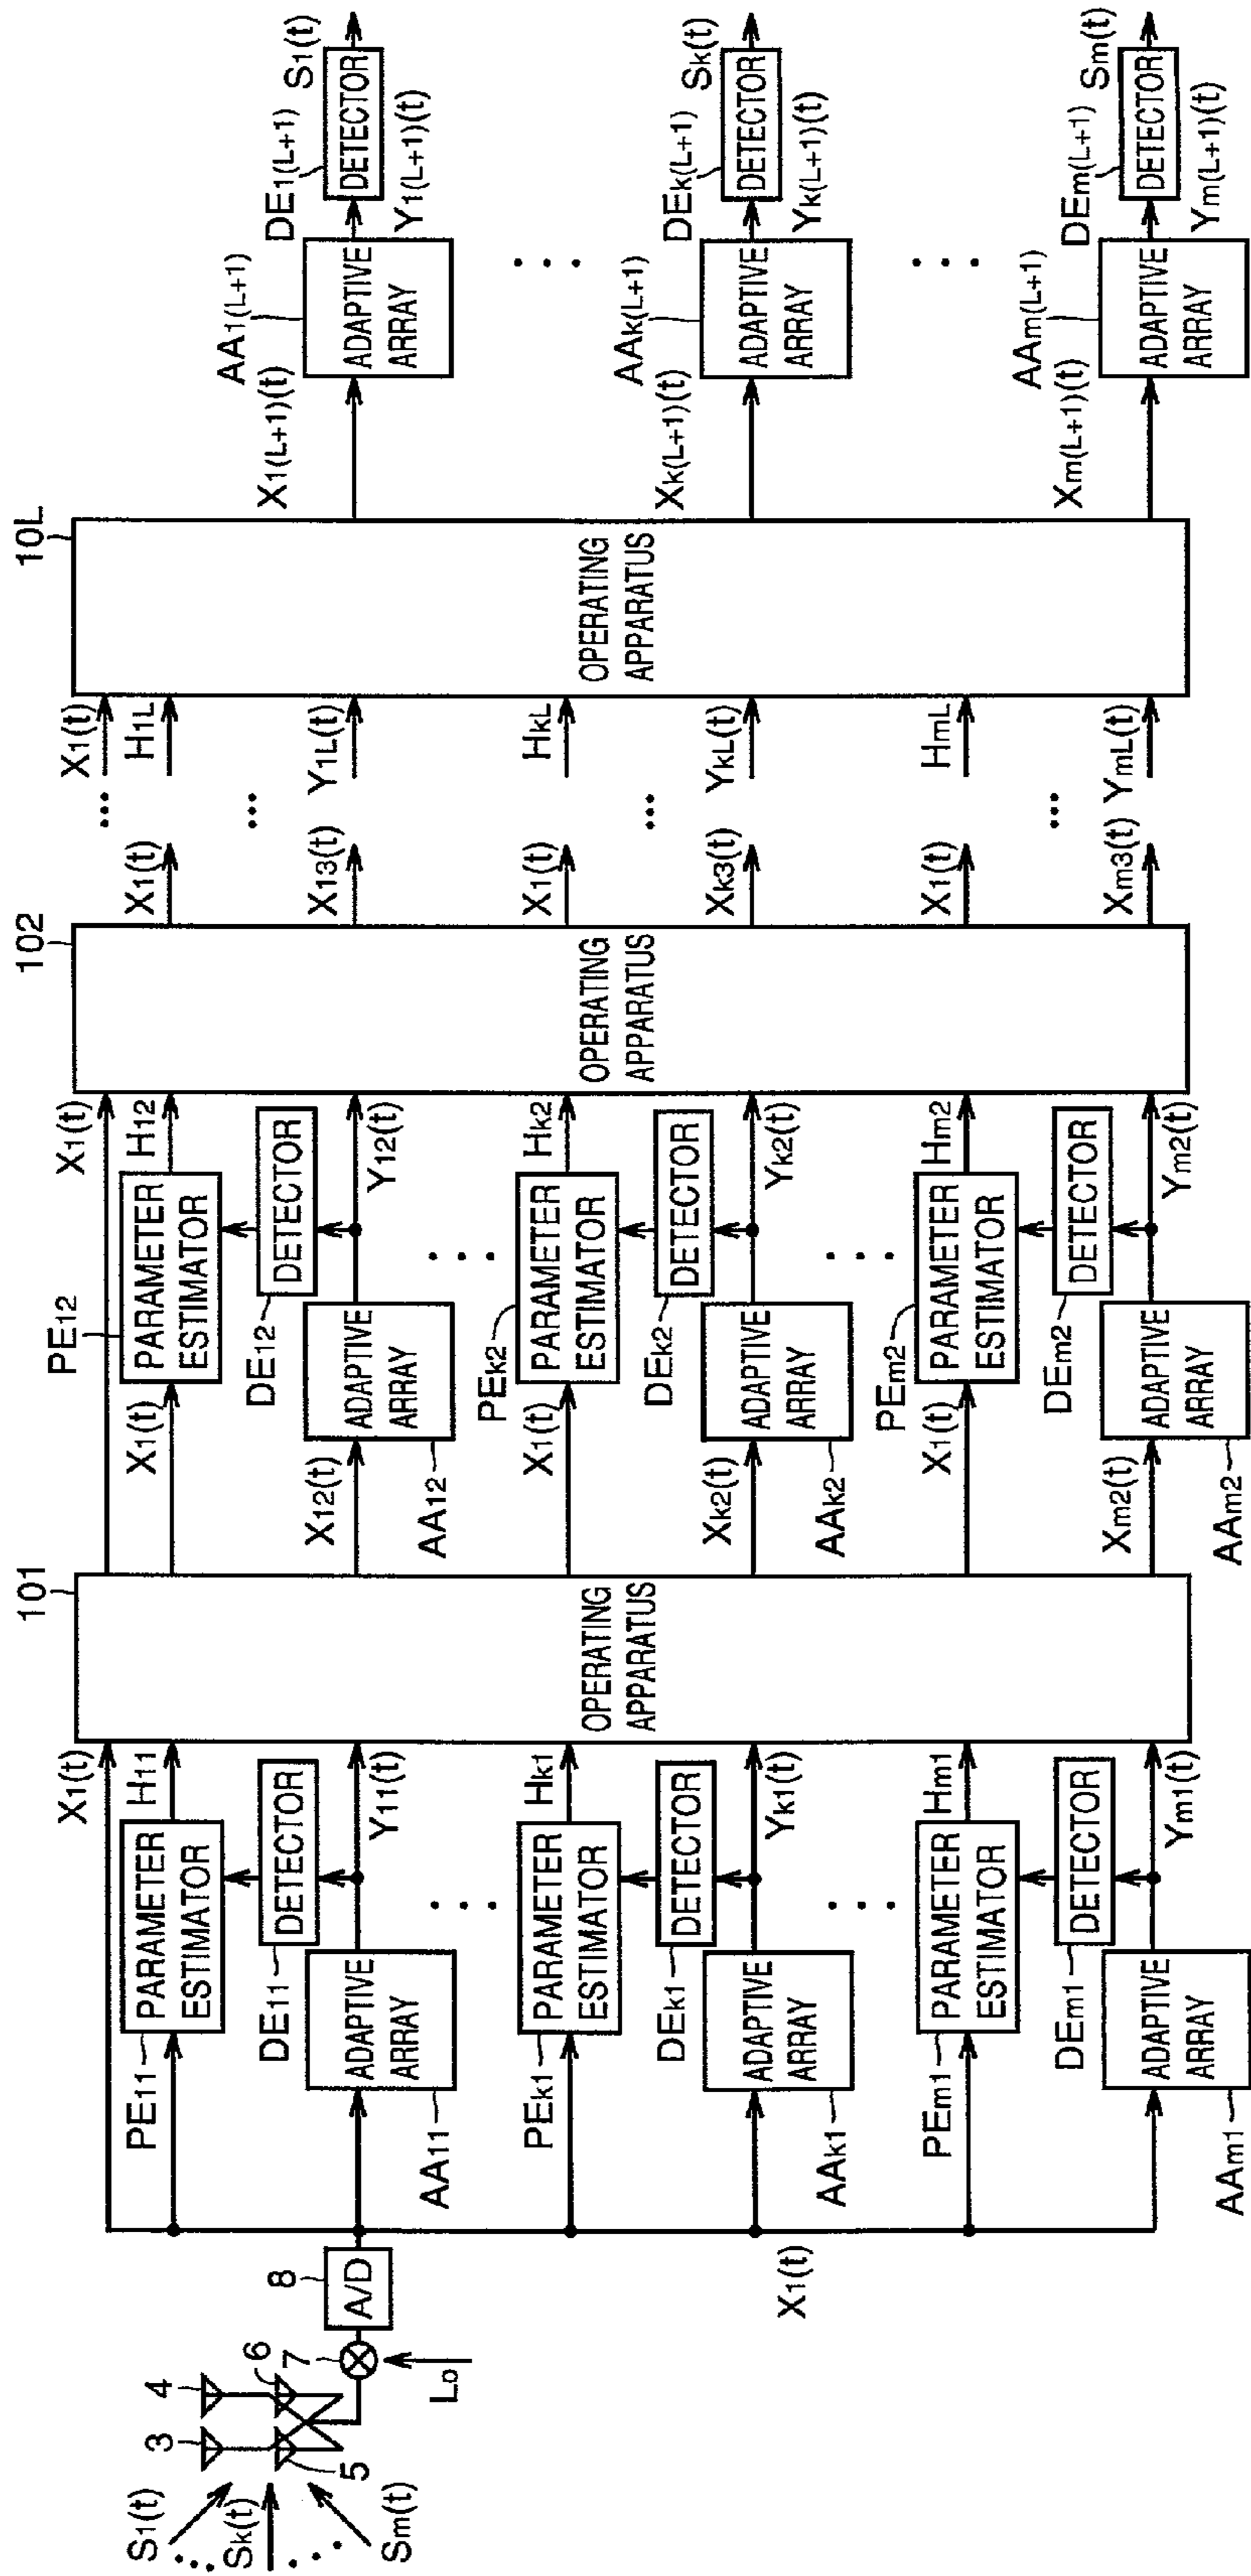 S1(t)
Sk(t)
Sm(t)
3
4
5
6
7
LO
8
A/D
X1(t)
X1(t)
PE11
PARAMETER
ESTIMATOR
H11
DE11
DETECTOR
AA11
ADAPTIVE
ARRAY
Y11(t)
PEk1
PARAMETER
ESTIMATOR
Hk1
DEk1
DETECTOR
AAk1
ADAPTIVE
ARRAY
Yk1(t)
PEm1
PARAMETER
ESTIMATOR
Hm1
DEm1
DETECTOR
AAm1
ADAPTIVE
ARRAY
Ym1(t)
101
OPERATING
APPARATUS
X1(t)
X1(t)
PE12
PARAMETER
ESTIMATOR
H12
DE12
DETECTOR
X12(t)
AA12
ADAPTIVE
ARRAY
Y12(t)
X1(t)
PEk2
PARAMETER
ESTIMATOR
Hk2
DEk2
DETECTOR
Xk2(t)
AAk2
ADAPTIVE
ARRAY
Yk2(t)
X1(t)
PEm2
PARAMETER
ESTIMATOR
Hm2
DEm2
DETECTOR
Xm2(t)
AAm2
ADAPTIVE
ARRAY
Ym2(t)
102
OPERATING
APPARATUS
X1(t)
X13(t)
X1(t)
Xk3(t)
X1(t)
Xm3(t)
X1(t)
H1L
Y1L(t)
HkL
YkL(t)
HmL
YmL(t)
10L
OPERATING
APPARATUS
X1(L+1)(t)
AA1(L+1)
ADAPTIVE
ARRAY
DE1(L+1)
DETECTOR
Y1(L+1)(t)
S1(t)
Xk(L+1)(t)
AAk(L+1)
ADAPTIVE
ARRAY
DEk(L+1)
DETECTOR
Yk(L+1)(t)
Sk(t)
Xm(L+1)(t)
AAm(L+1)
ADAPTIVE
ARRAY
DEm(L+1)
DETECTOR
Ym(L+1)(t)
Sm(t)